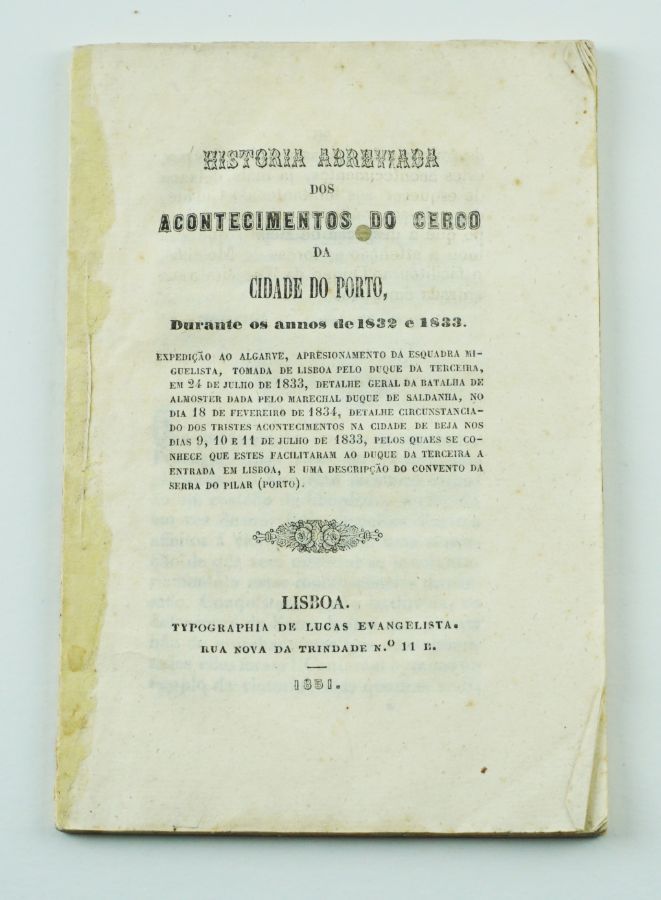 HISTORIA ABREVIADA
DOS
ACONTECIMENTOS DO CERCO
DA
CIDADE DO PORTO,
Durante os annos de 1832 e 1833.
EXPEDIÇÃO AO ALGARVE, APRESIONAMENTO DA ESQUADRA MI-
GUELISTA, TOMADA DE LISBOA PELO DUQUE DA TERCEIRA,
EM 24 DE JULHO DE 1833, DETALHE GERAL DA BATALHA DE
ALMOSTER DADA PELO MARECHAL DUQUE DE SALDANHA, NO
DIA 18 DE FEVEREIRO DE 1834, DETALHE CIRCUNSTANCIA-
DO DOS TRISTES ACONTECIMENTOS NA CIDADE DE BEJA NOS
DIAS 9, 10 E 11 DE JULHO DE 1833, PELOS QUAES SE CO-
NHECE QUE ESTES FACILITARAM AO DUQUE DA TERCEIRA A
ENTRADA EM LISBOA, E UMA DESCRIPÇÃO DO CONVENTO DA
SERRA DO PILAR (PORTO).
LISBOA.
TYPOGRAPHIA DE LUCAS EVANGELISTA.
RUA NOVA DA TRINDADE N.º 11 E.
1851.